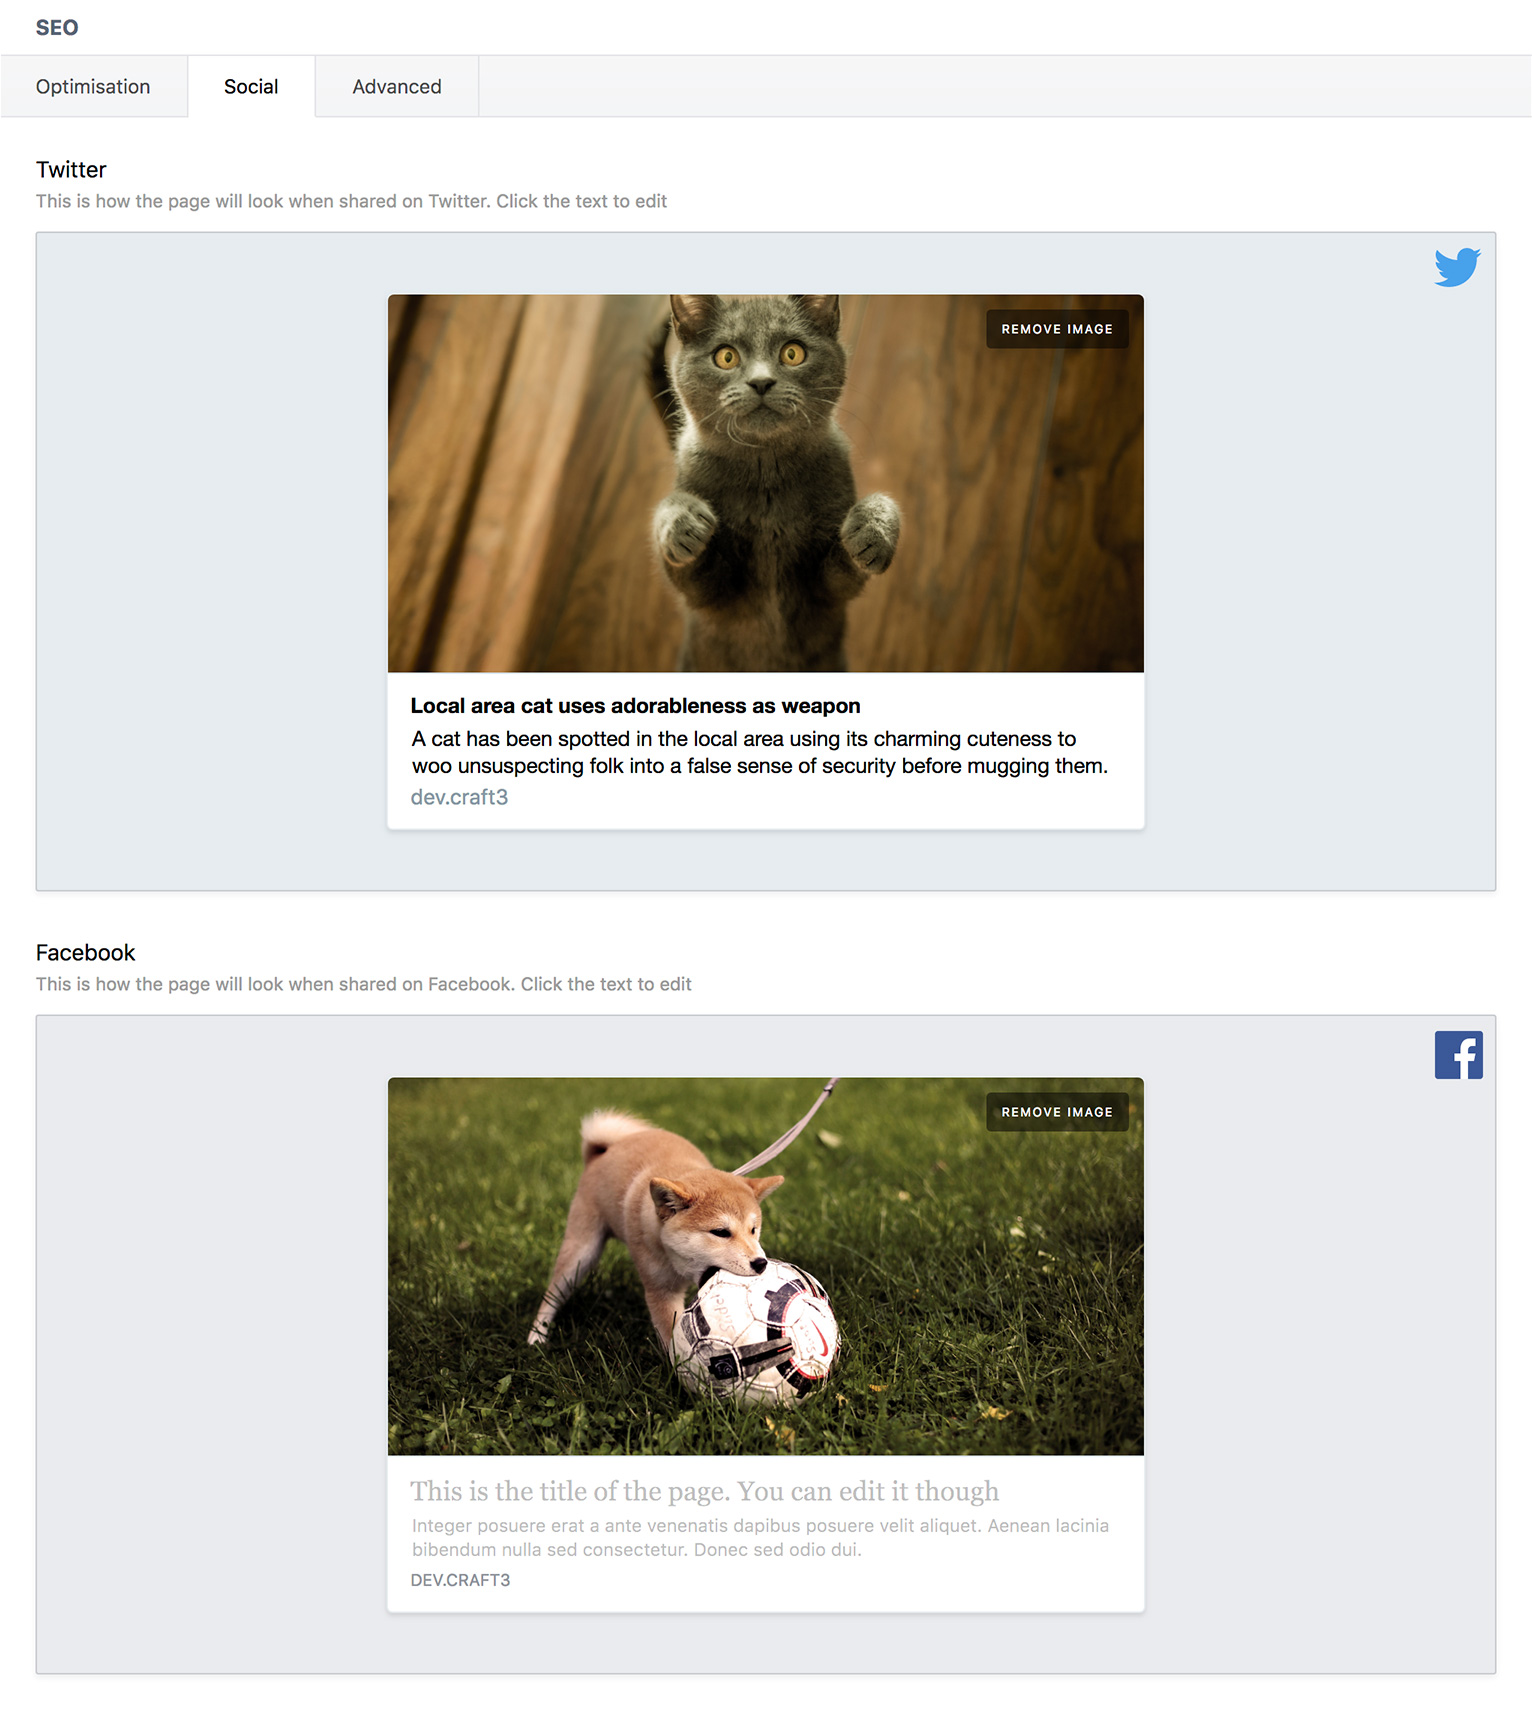 SEO
Optimisation
Social
Advanced
Twitter
This is how the page will look when shared on Twitter. Click the text to edit
REMOVE IMAGE
Local area cat uses adorableness as weapon
A cat has been spotted in the local area using its charming cuteness to
woo unsuspecting folk into a false sense of security before mugging them.
dev.craft3
Facebook
This is how the page will look when shared on Facebook. Click the text to edit
REMOVE IMAGE
This is the title of the page. You can edit it though
Integer posuere erat a ante venenatis dapibus posuere velit aliquet. Aenean lacinia
bibendum nulla sed consectetur. Donec sed odio dui.
DEV.CRAFT3